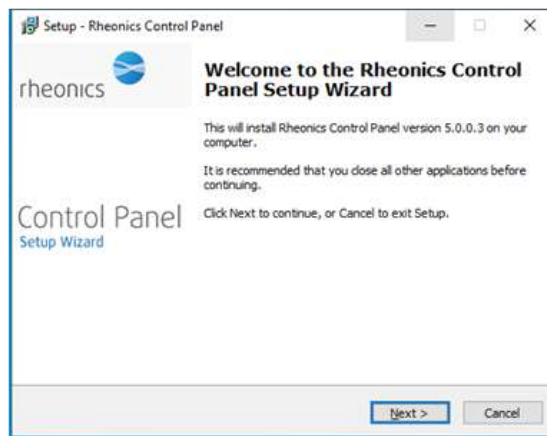 Setup - Rheonics Control Panel
rheonics
Welcome to the Rheonics Control
Panel Setup Wizard
This will install Rheonics Control Panel version 5.0.0.3 on your
computer.
It is recommended that you close all other applications before
continuing.
Click Next to continue, or Cancel to exit Setup.
Control Panel
Setup Wizard
Next >
Cancel